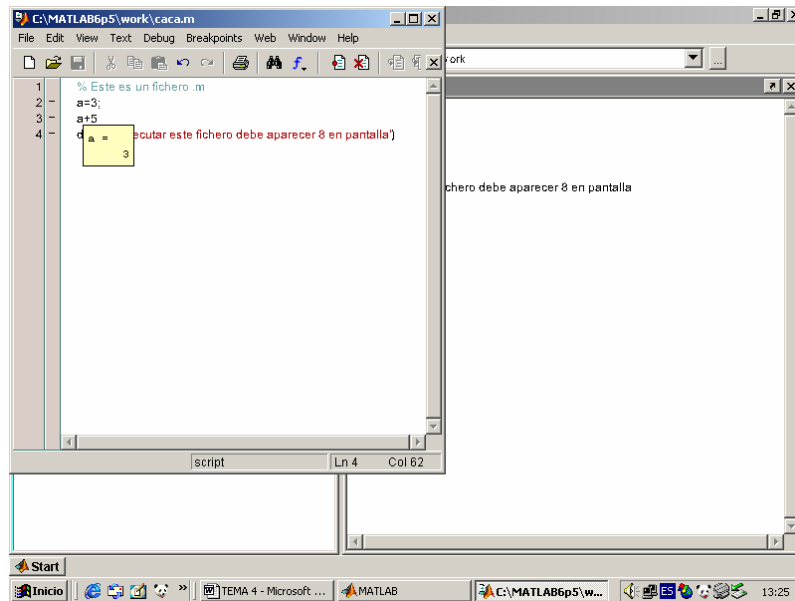 C:\MATLAB6p5\work\caca.m
File Edit View Text Debug Breakpoints Web Window Help
1 % Este es un fichero .m
2 - a=3;
3 - a+5
4 - d ecutar este fichero debe aparecer 8 en pantalla')
a =
3
script Ln 4 Col 62
ork
...
chero debe aparecer 8 en pantalla
Start
Inicio » TEMA 4 - Microsoft ... MATLAB C:\MATLAB6p5\w... ES 13:25